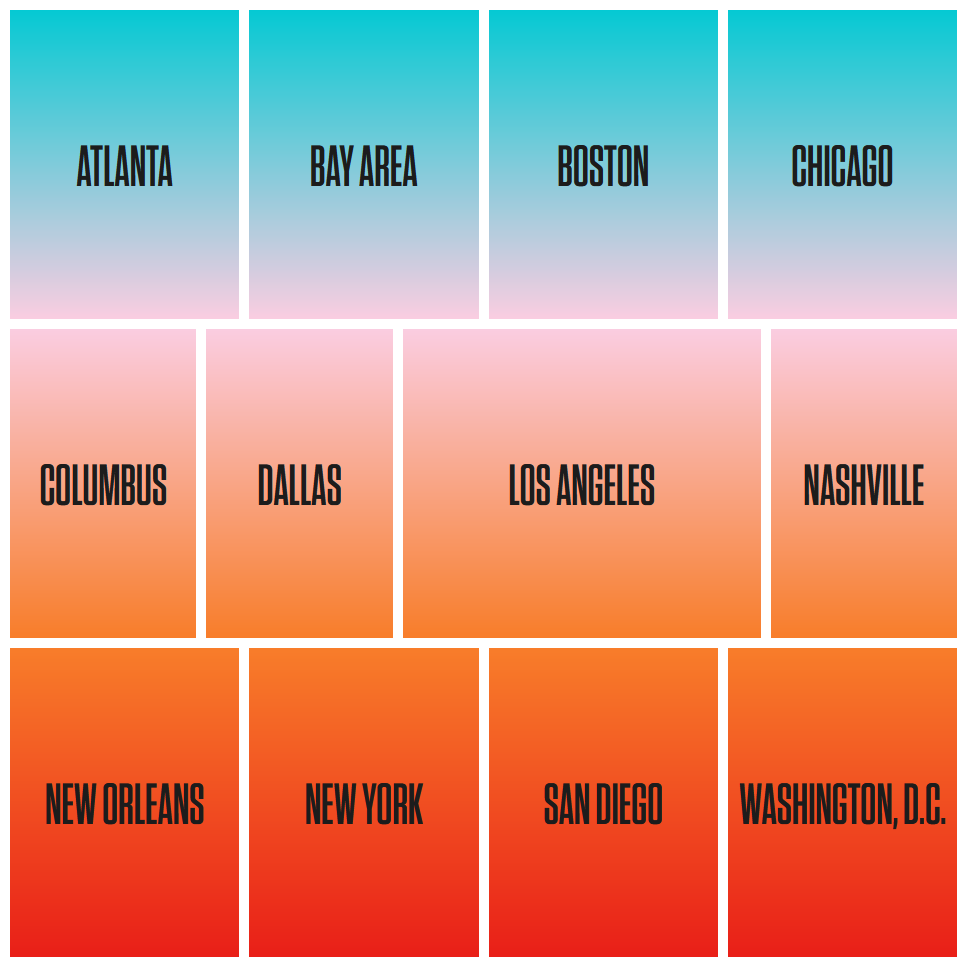 ATLANTA
BAY AREA
BOSTON
CHICAGO
COLUMBUS
DALLAS
LOS ANGELES
NASHVILLE
NEW ORLEANS
NEW YORK
SAN DIEGO
WASHINGTON, D.C.